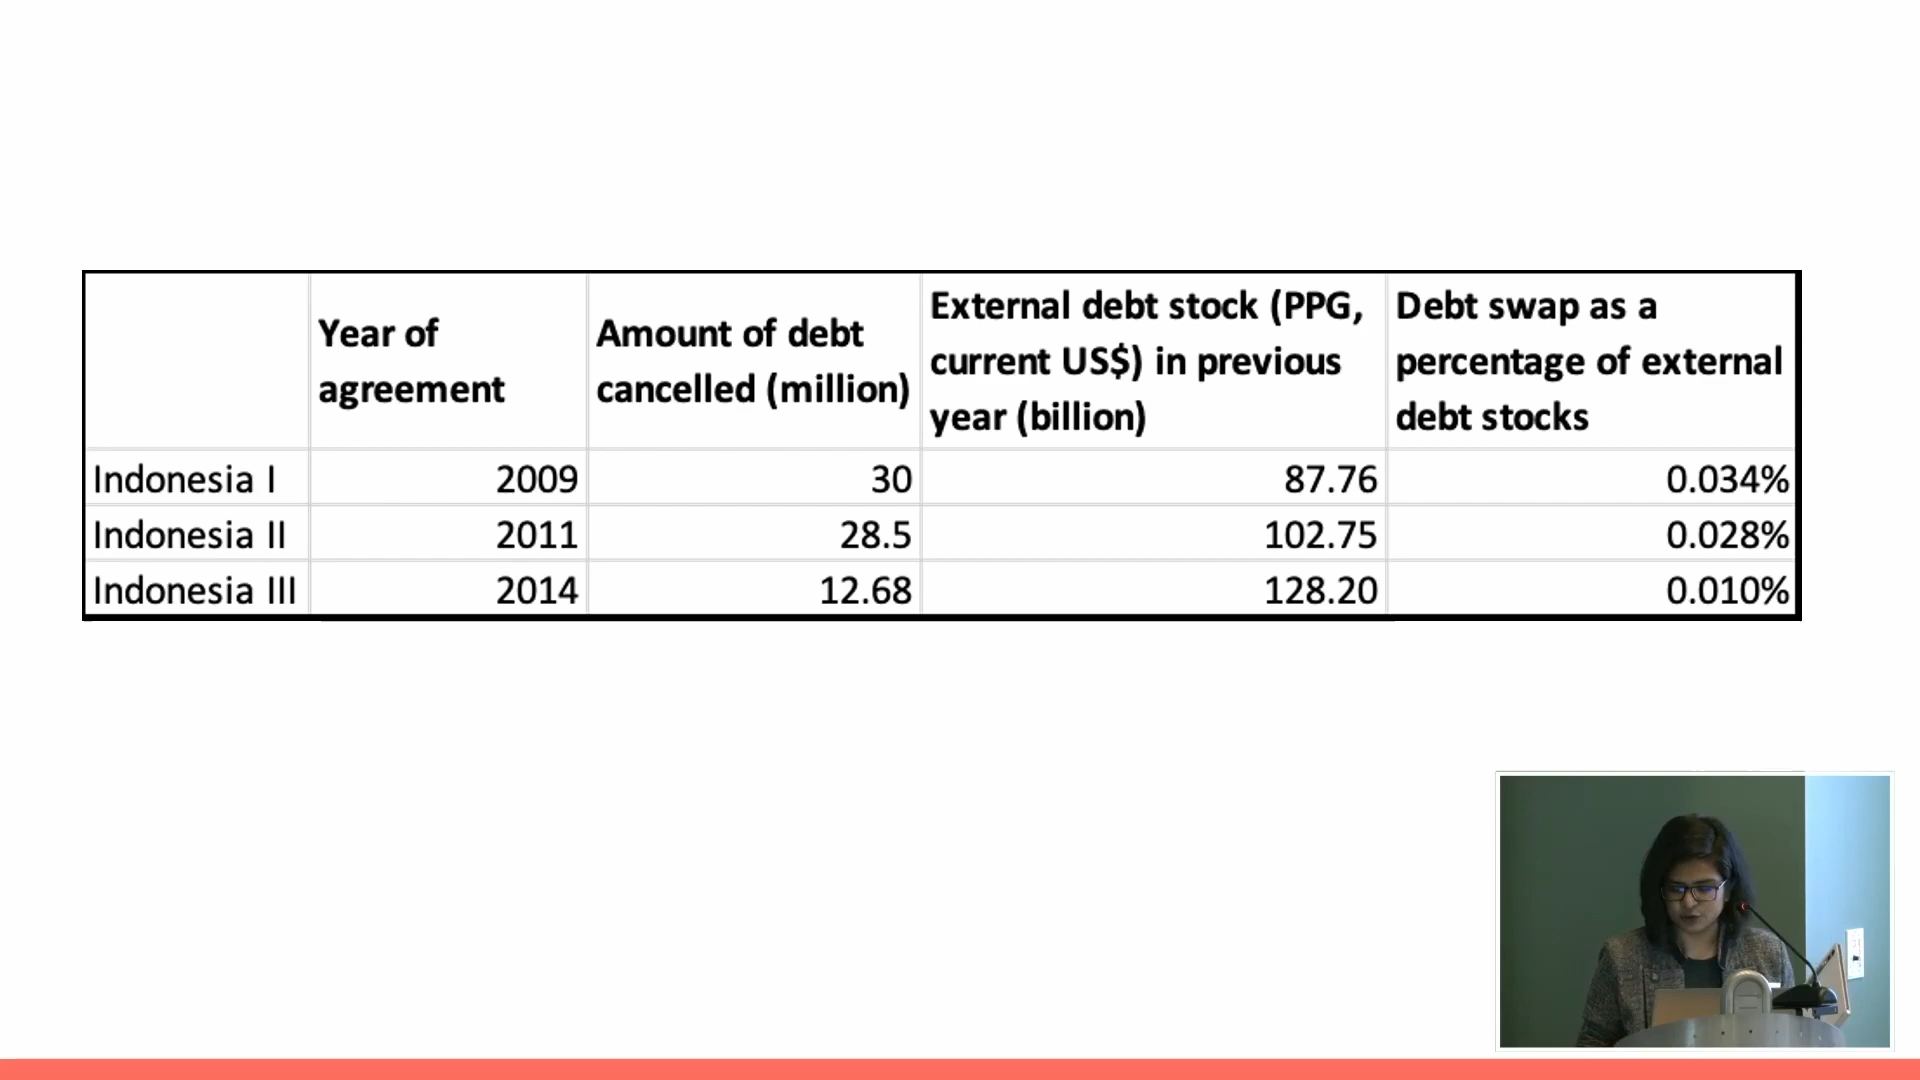 Year of agreement
Amount of debt cancelled (million)
External debt stock (PPG, current US$) in previous year (billion)
Debt swap as a percentage of external debt stocks
Indonesia I 2009 30 87.76 0.034%
Indonesia II 2011 28.5 102.75 0.028%
Indonesia III 2014 12.68 128.20 0.010%